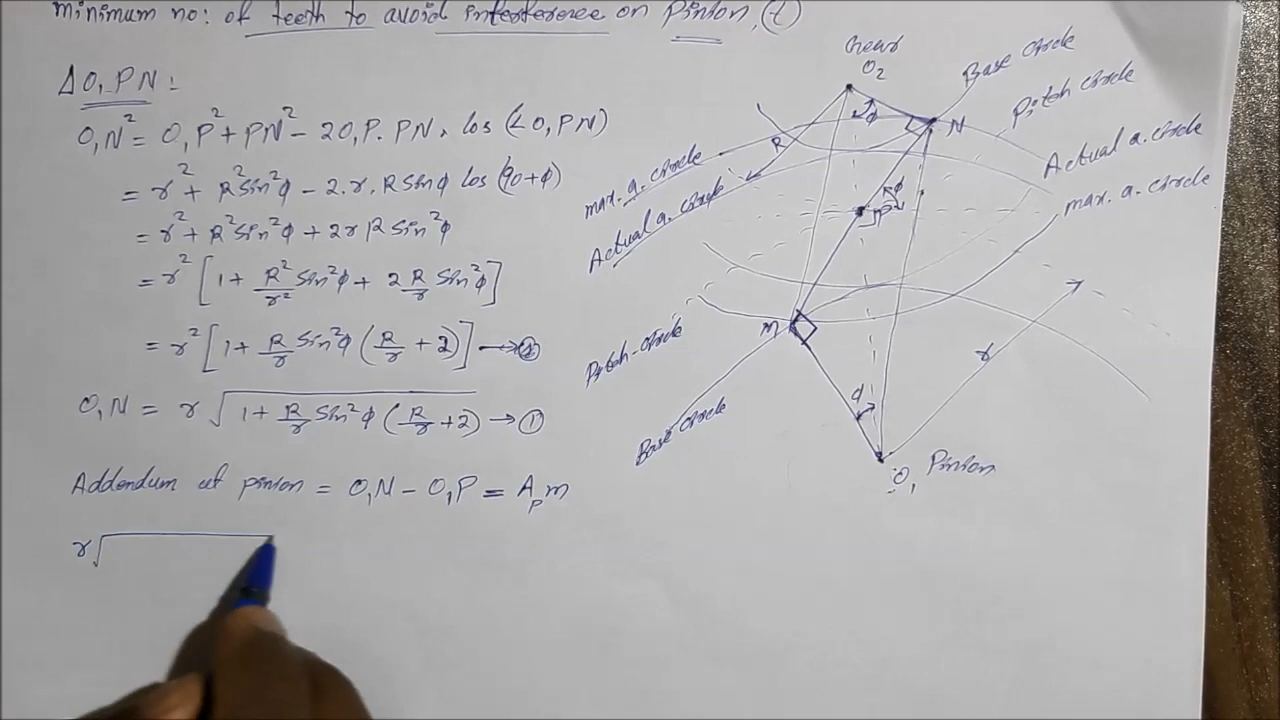 Minimum no: of teeth to avoid interference on Pinion, (t)
Δ O₁PN :
O₁N² = O₁P² + PN² - 2O₁P. PN. Cos (∠O₁PN)
= r² + R²Sin²φ - 2.r.R Sinφ Cos (90+φ)
= r² + R²Sin²φ + 2rR Sin²φ
= r² [1 + R²/r² Sin²φ + 2R/r Sin²φ]
= r² [1 + R/r Sin²φ (R/r + 2)] →
O₁N = r √(1 + R/r Sin²φ (R/r + 2)) → ①
Addendum of pinion = O₁N - O₁P = Aₚm
r√
Gear
O₂
Base circle
Pitch circle
Actual a. circle
max. a. circle
max. a. circle
Actual a. circle
Pitch-circle
Base circle
φ
N
R
φ
P
M
φ
r
O₁ Pinion